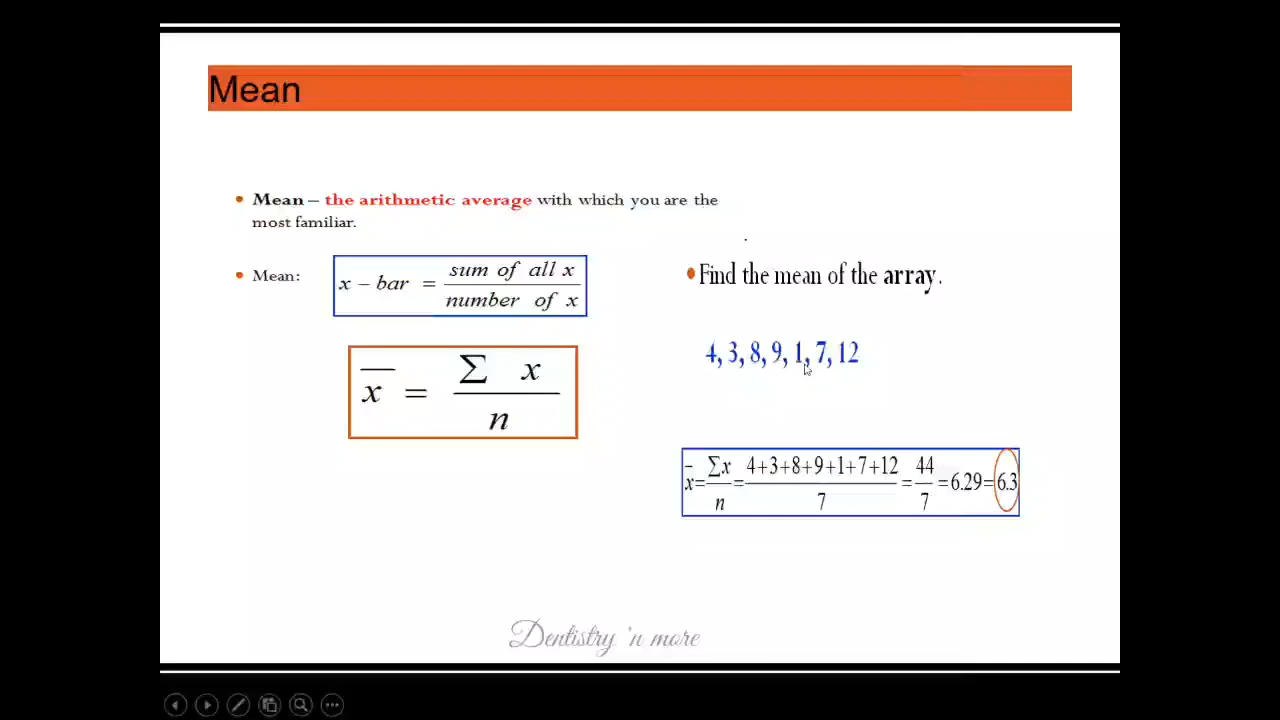 Mean
Mean – the arithmetic average with which you are the
most familiar.
Mean:
x – bar = sum of all x / number of x
x̄ = ∑ x / n
Find the mean of the array.
4, 3, 8, 9, 1, 7, 12
x̄ = ∑x / n = 4+3+8+9+1+7+12 / 7 = 44 / 7 = 6.29 = 6.3
Dentistry 'n more